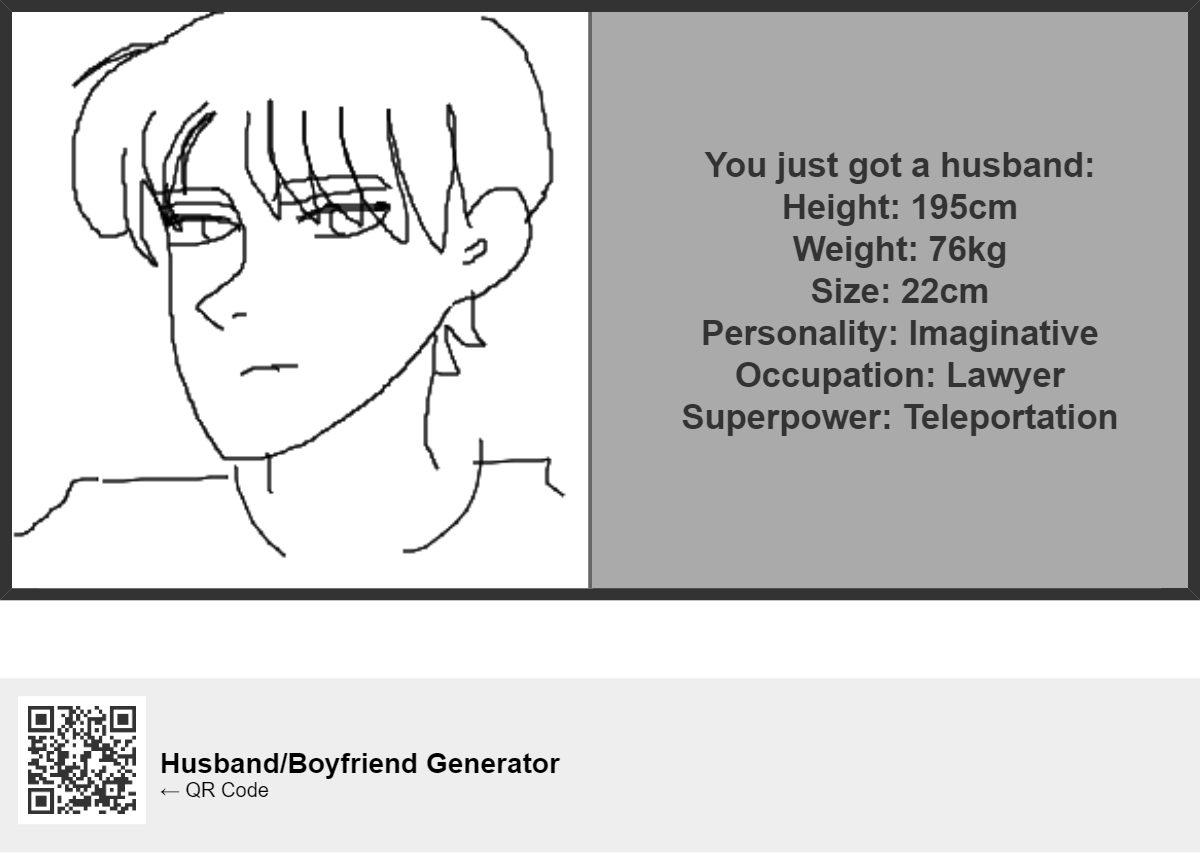 You just got a husband:
Height: 195cm
Weight: 76kg
Size: 22cm
Personality: Imaginative
Occupation: Lawyer
Superpower: Teleportation
Husband/Boyfriend Generator
← QR Code